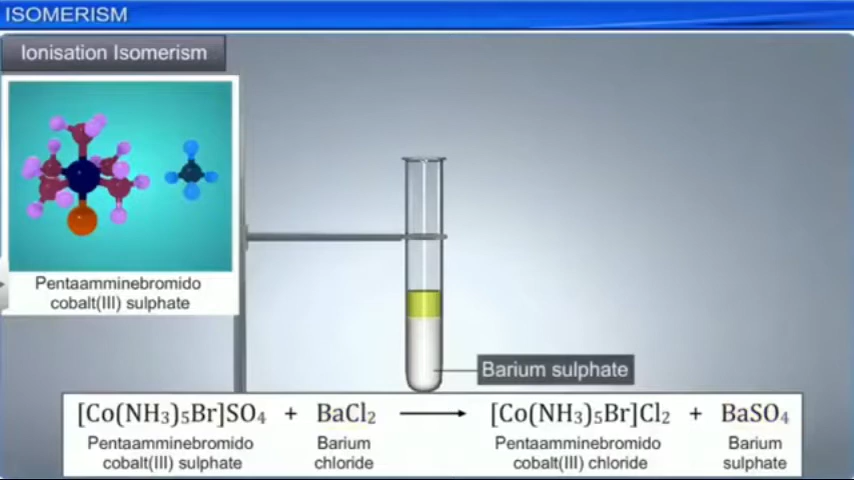 ISOMERISM
Ionisation Isomerism
Pentaamminebromido
cobalt(III) sulphate
Barium sulphate
[Co(NH₃)₅Br]SO₄ + BaCl₂ ⟶ [Co(NH₃)₅Br]Cl₂ + BaSO₄
Pentaamminebromido Barium Pentaamminebromido Barium
cobalt(III) sulphate chloride cobalt(III) chloride sulphate